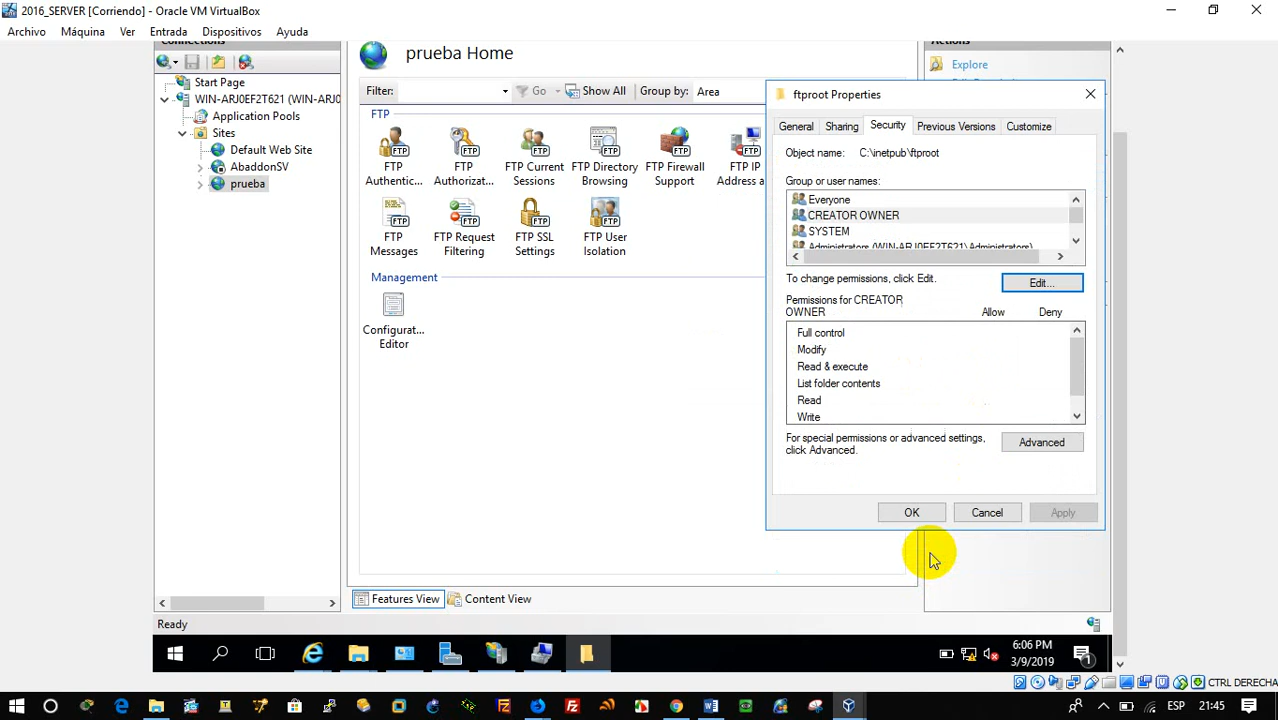 2016_SERVER [Corriendo] - Oracle VM VirtualBox
Archivo Máquina Ver Entrada Dispositivos Ayuda
Connections
Start Page
WIN-ARJ0EF2T621 (WIN-ARJ0
Application Pools
Sites
Default Web Site
AbaddonSV
prueba
prueba Home
Filter: Go Show All Group by: Area
FTP
FTP Authentic...
FTP Authorizat...
FTP Current Sessions
FTP Directory Browsing
FTP Firewall Support
FTP IP Address a
FTP Messages
FTP Request Filtering
FTP SSL Settings
FTP User Isolation
Management
Configurat... Editor
Features View Content View
Actions
Explore
ftproot Properties
General Sharing Security Previous Versions Customize
Object name: C:\inetpub\ftproot
Group or user names:
Everyone
CREATOR OWNER
SYSTEM
Administrators (WIN-ARJ0EF2T621\Administrators)
To change permissions, click Edit.
Edit...
Permissions for CREATOR
OWNER Allow Deny
Full control
Modify
Read & execute
List folder contents
Read
Write
For special permissions or advanced settings,
click Advanced.
Advanced
OK Cancel Apply
Ready
6:06 PM
3/9/2019
1
CTRL DERECHA
ESP 21:45